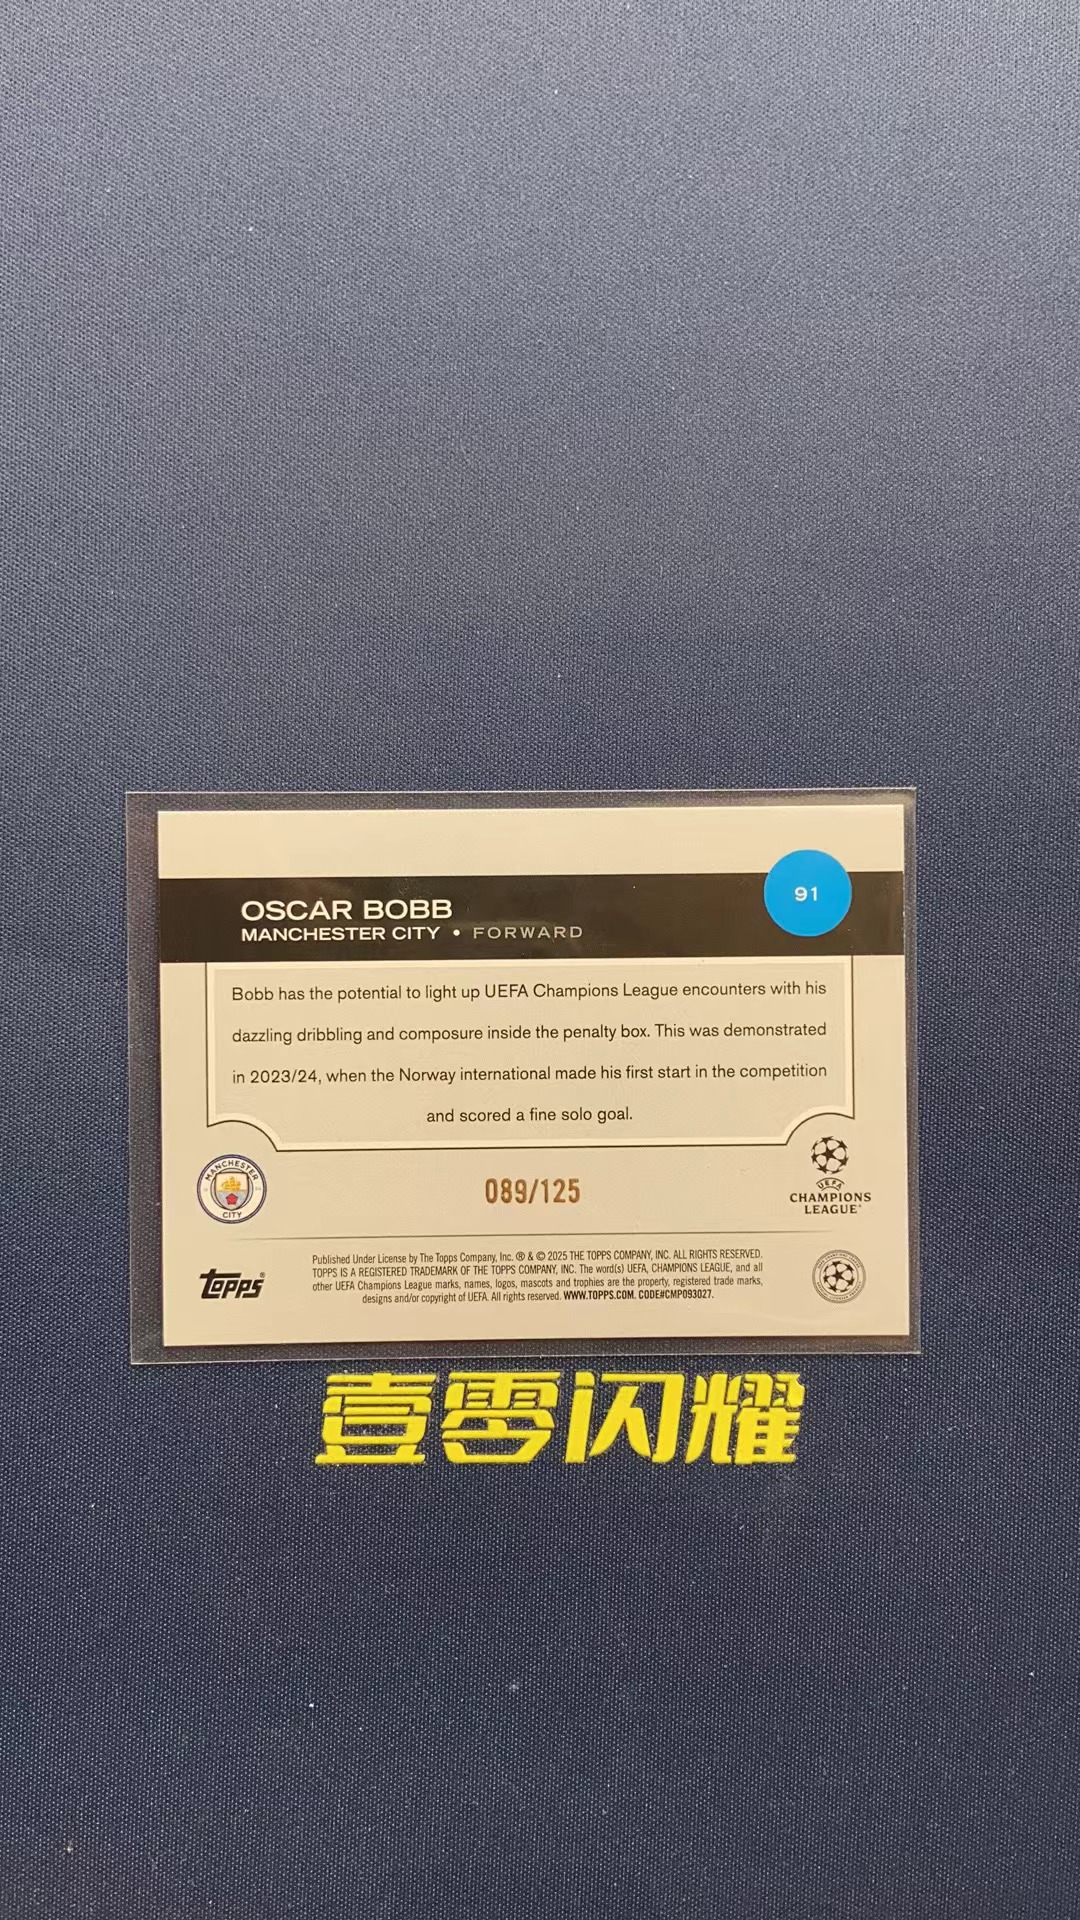 OSCAR BOBB
MANCHESTER CITY • FORWARD
91
Bobb has the potential to light up UEFA Champions League encounters with his
dazzling dribbling and composure inside the penalty box. This was demonstrated
in 2023/24, when the Norway international made his first start in the competition
and scored a fine solo goal.
MANCHESTER
CITY
089/125
UEFA
CHAMPIONS
LEAGUE®
Published Under License by The Topps Company, Inc. ® & © 2025 THE TOPPS COMPANY, INC. ALL RIGHTS RESERVED.
TOPPS IS A REGISTERED TRADEMARK OF THE TOPPS COMPANY, INC. The word(s) UEFA, CHAMPIONS LEAGUE, and all
other UEFA Champions League marks, names, logos, mascots and trophies are the property, registered trade marks,
designs and/or copyright of UEFA. All rights reserved. WWW.TOPPS.COM. CODE#CMP093027.
TOPPS®
壹零闪耀